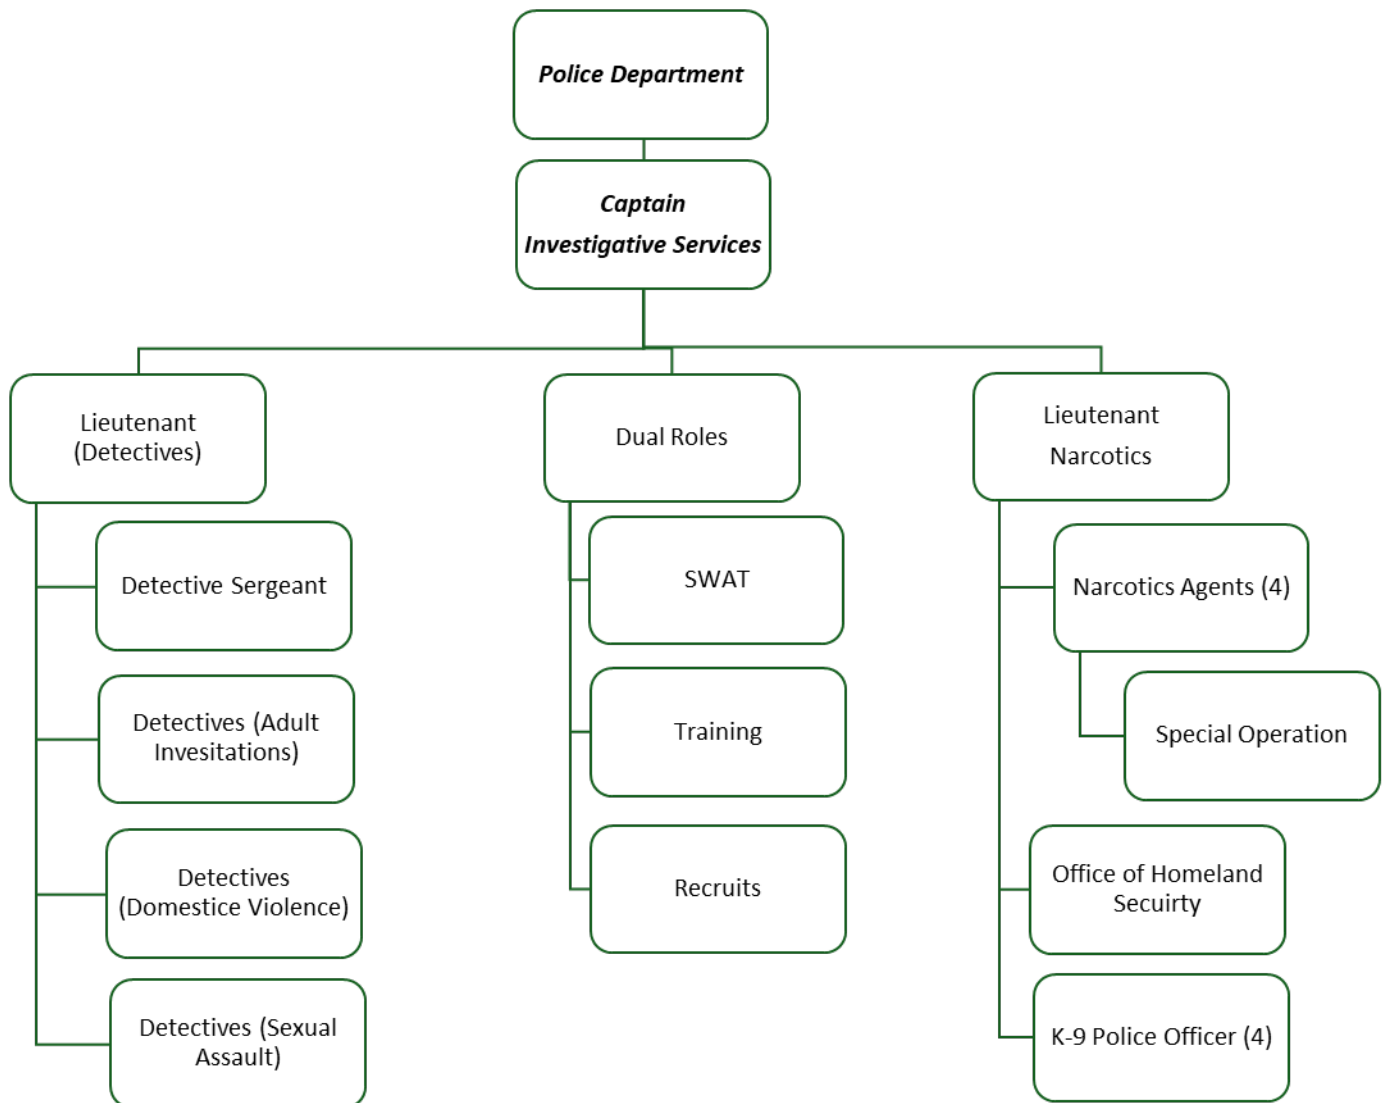 Police Department
Captain
Investigative Services
Lieutenant
(Detectives)
Detective Sergeant
Detectives (Adult
Invesitations)
Detectives
(Domestice Violence)
Detectives (Sexual
Assault)
Dual Roles
SWAT
Training
Recruits
Lieutenant
Narcotics
Narcotics Agents (4)
Special Operation
Office of Homeland
Secuirty
K-9 Police Officer (4)